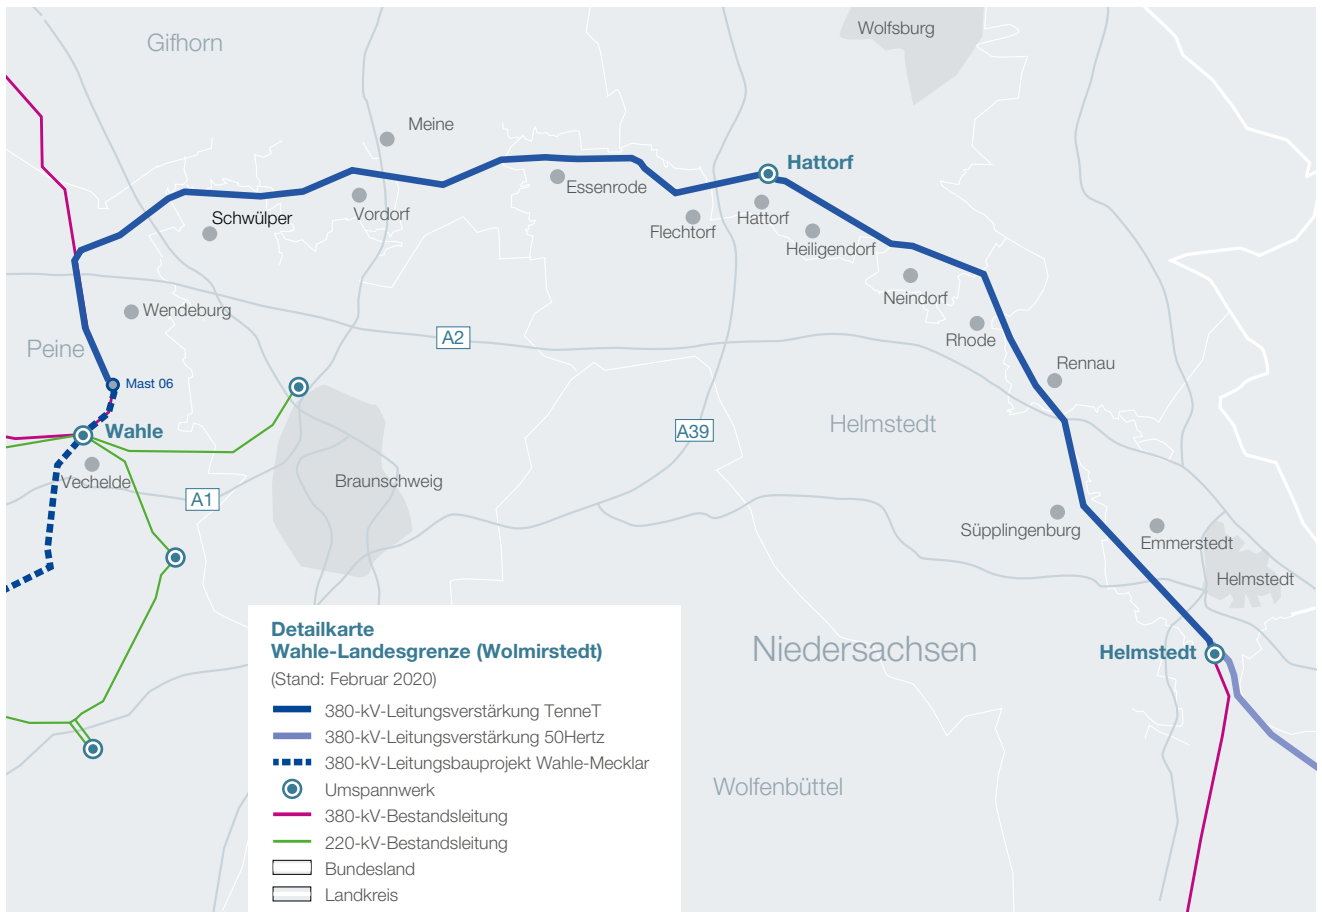 Wolfsburg
Gifhorn
Meine
Hattorf
Essenrode
Vordorf
Schwülper
Hattorf
Flechtorf
Heiligendorf
Neindorf
Wendeburg
A2
Rhode
Peine
Rennau
Mast 06
Helmstedt
Wahle
A39
Vechelde
Braunschweig
A1
Süpplingenburg
Emmerstedt
Helmstedt
Niedersachsen
Helmstedt
Wolfenbüttel
Detailkarte
Wahle-Landesgrenze (Wolmirstedt)
(Stand: Februar 2020)
380-kV-Leitungsverstärkung TenneT
380-kV-Leitungsverstärkung 50Hertz
380-kV-Leitungsbauprojekt Wahle-Mecklar
Umspannwerk
380-kV-Bestandsleitung
220-kV-Bestandsleitung
Bundesland
Landkreis